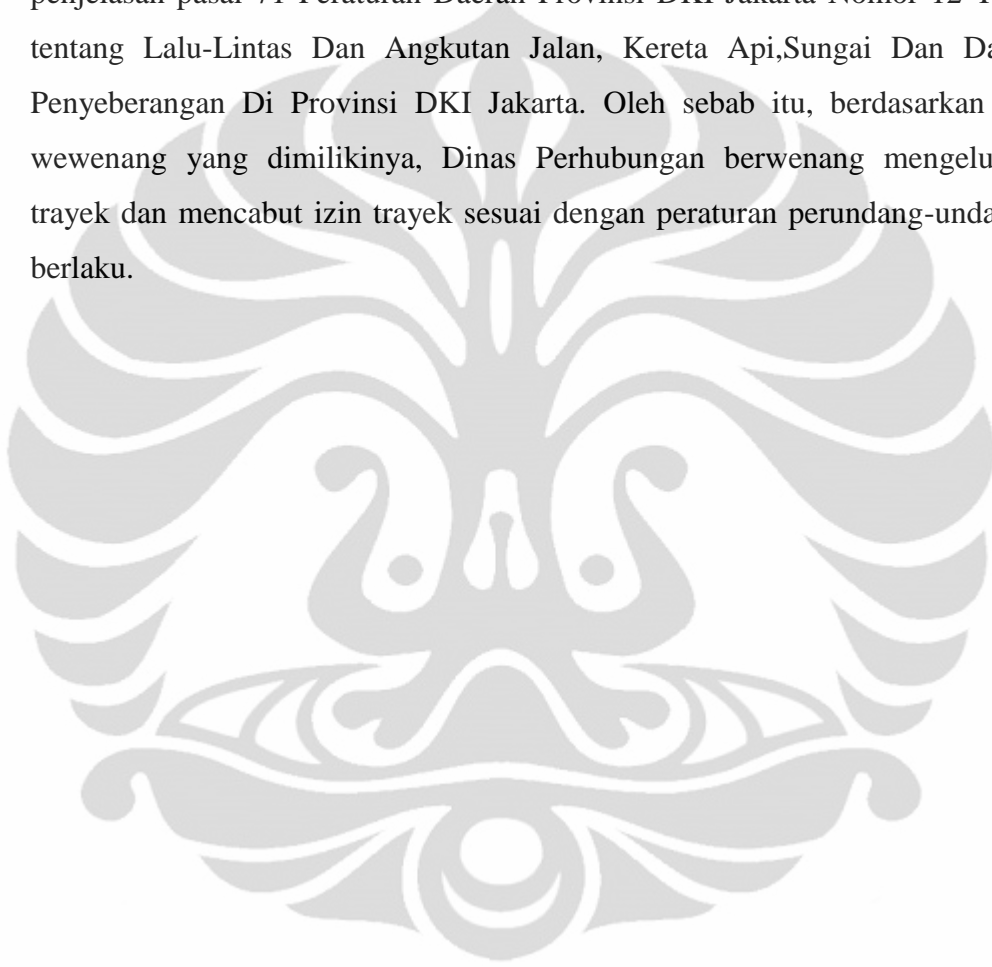 penjelasan pasal 71 Peraturan Daerah Provinsi DKI Jakarta Nomor 12
tentang Lalu-Lintas Dan Angkutan Jalan, Kereta Api,Sungai Dan
Penyeberangan Di Provinsi DKI Jakarta. Oleh sebab itu, berdasarkan
wewenang yang dimilikinya, Dinas Perhubungan berwenang
trayek dan mencabut izin trayek sesuai dengan peraturan
berlaku.